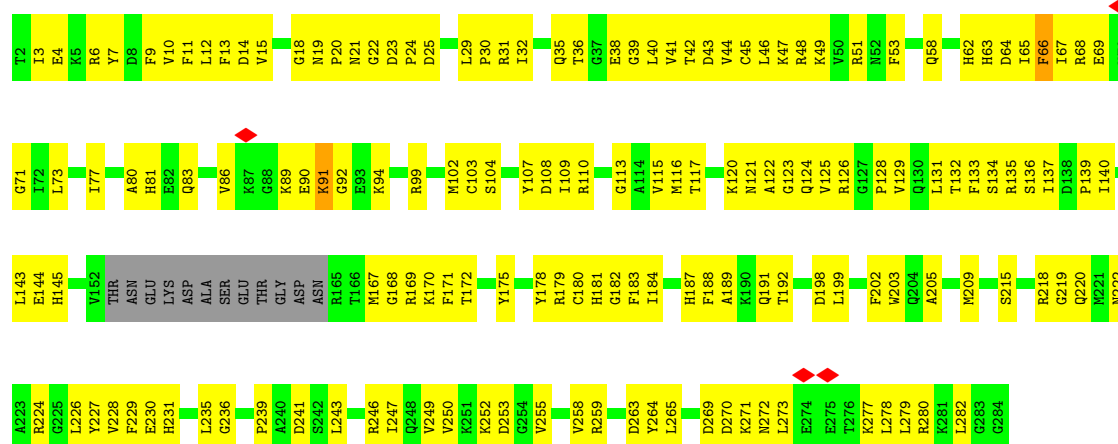 T2 I3 E4 K5 R6 Y7 D8 F9 V10 F11 L12 F13 D14 V15 G18 N19 P20 N21 G22 D23 P24 D25 L29 P30 R31 I32 Q35 T36 G37 E38 G39 L40 V41 T42 D43 V44 C45 L46 K47 R48 K49 V50 R51 N52 F53 Q58 H62 H63 D64 I65 F66 I67 R68 E69
G71 I72 L73 I77 A80 H81 E82 Q83 V86 K87 G88 K89 E90 K91 G92 E93 K94 R99 M102 C103 S104 Y107 D108 I109 R110 G113 A114 V115 M116 T117 K120 N121 A122 G123 Q124 V125 R126 G127 P128 V129 Q130 L131 T132 F133 S134 R135 S136 I137 D138 P139 I140
L143 E144 H145 V152 THR ASN GLU LYS ASP ALA SER GLU THR GLY ASP ASN R165 T166 M167 G168 R169 K170 F171 T172 Y175 Y178 R179 C180 H181 G182 F183 I184 H187 F188 A189 K190 Q191 T192 D198 L199 F202 W203 Q204 A205 M209 S215 R218 G219 Q220 M221 N222
A223 R224 G225 L226 Y227 V228 F229 E230 H231 L235 G236 P239 A240 D241 S242 L243 R246 I247 Q248 V249 V250 K251 K252 D253 G254 V255 V258 R259 D263 Y264 L265 D269 D270 K271 N272 L273 E274 E275 T276 K277 L278 L279 R280 K281 L282 G283 G284